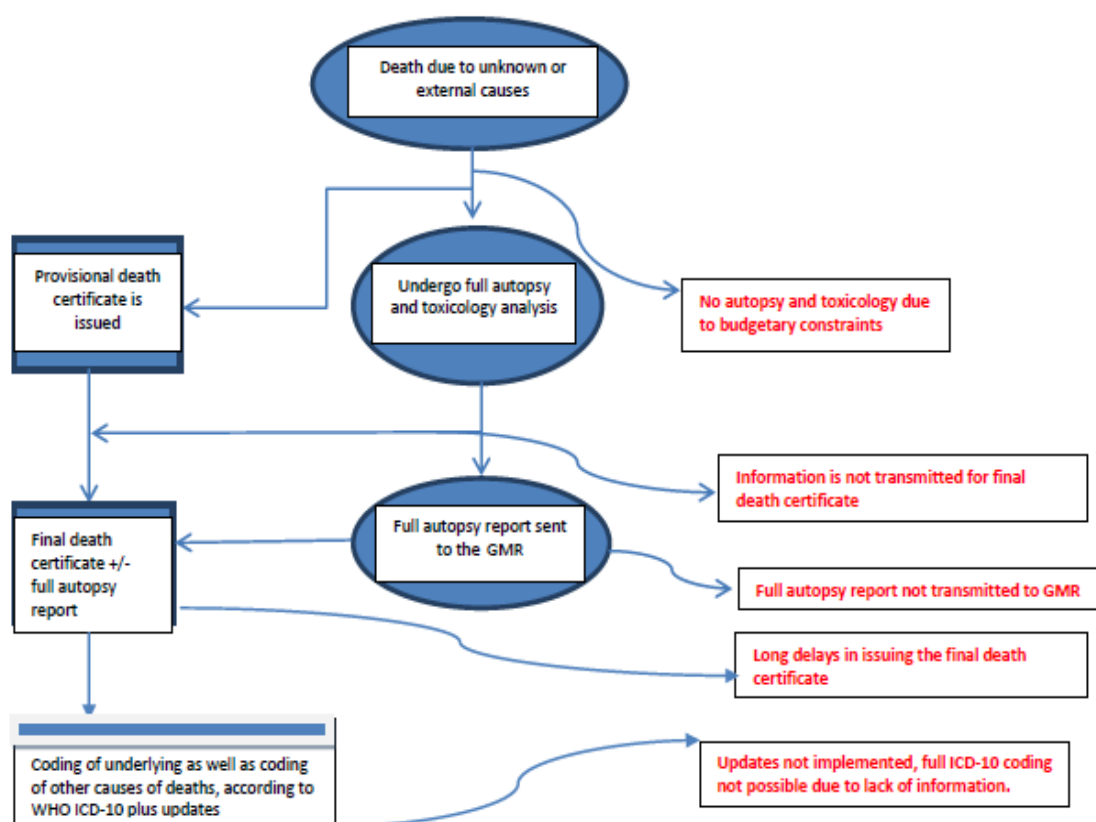 Death due to unknown or
external causes
Provisional death
certificate is
issued
Undergo full autopsy
and toxicology analysis
No autopsy and toxicology due
to budgetary constraints
Information is not transmitted for final
death certificate
Final death
certificate +/-
full autopsy
report
Full autopsy report sent
to the GMR
Full autopsy report not transmitted to GMR
Long delays in issuing the final death
certificate
Coding of underlying as well as coding
of other causes of deaths, according to
WHO ICD-10 plus updates
Updates not implemented, full ICD-10 coding
not possible due to lack of information.